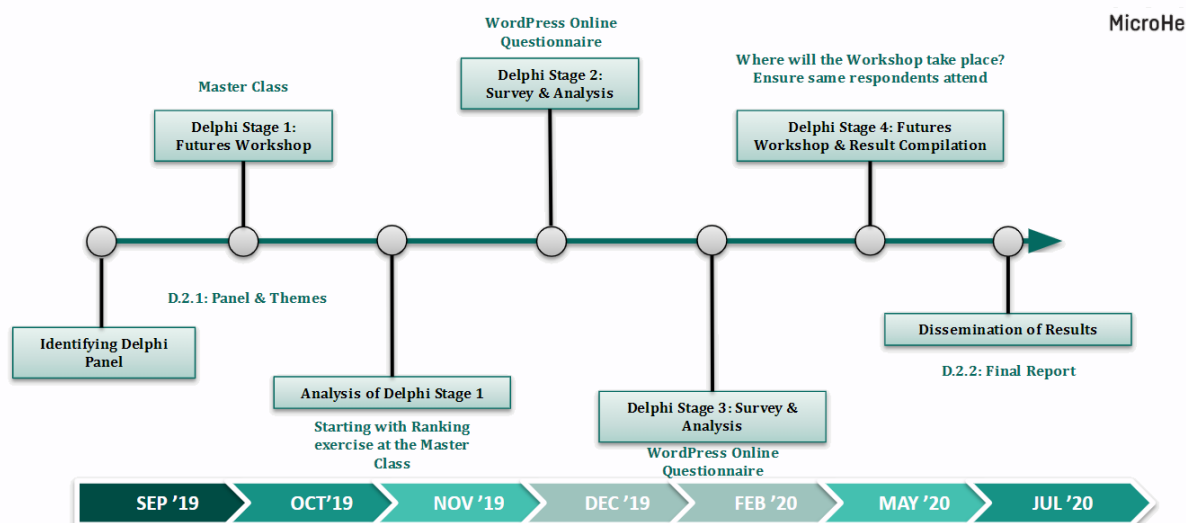 MicroHe
WordPress Online
Questionnaire
Delphi Stage 2:
Survey & Analysis
Where will the Workshop take place?
Ensure same respondents attend
Master Class
Delphi Stage 1:
Futures Workshop
Delphi Stage 4: Futures
Workshop & Result Compilation
D.2.1: Panel & Themes
Identifying Delphi
Panel
Dissemination of Results
D.2.2: Final Report
Analysis of Delphi Stage 1
Starting with Ranking
exercise at the Master
Class
Delphi Stage 3: Survey &
Analysis
WordPress Online
Questionnaire
SEP ’19
OCT’19
NOV ’19
DEC ’19
FEB ’20
MAY ’20
JUL ’20